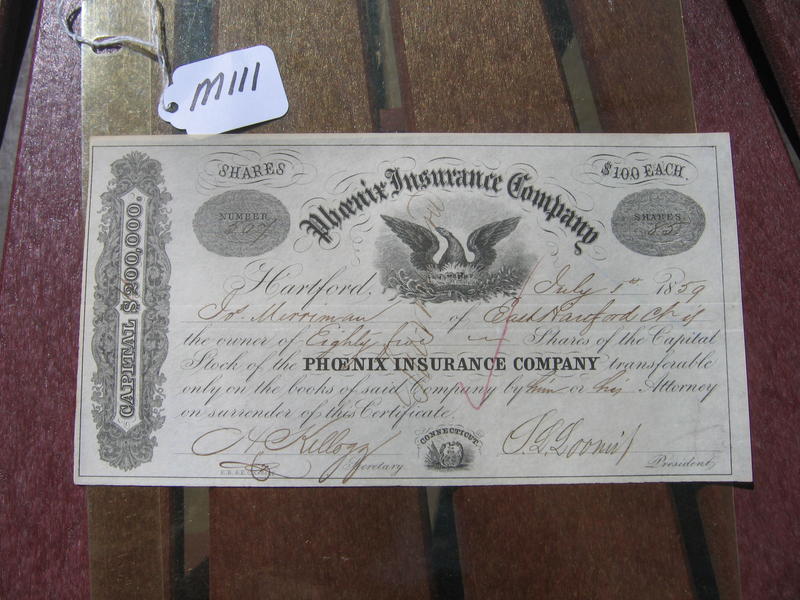 M111
SHARES
$100 EACH.
Phœnix Insurance Company
NUMBER
SHARES
85
CAPITAL $200,000.
Hartford, July 1st 1859
Jr. Merriman of East Hartford Ct is
the owner of Eighty five Shares of the Capital
Stock of the PHŒNIX INSURANCE COMPANY transferable
only on the books of said Company by him or his Attorney
on surrender of this Certificate.
H. Kellogg
Secretary
CONNECTICUT.
S. L. Loomis
President